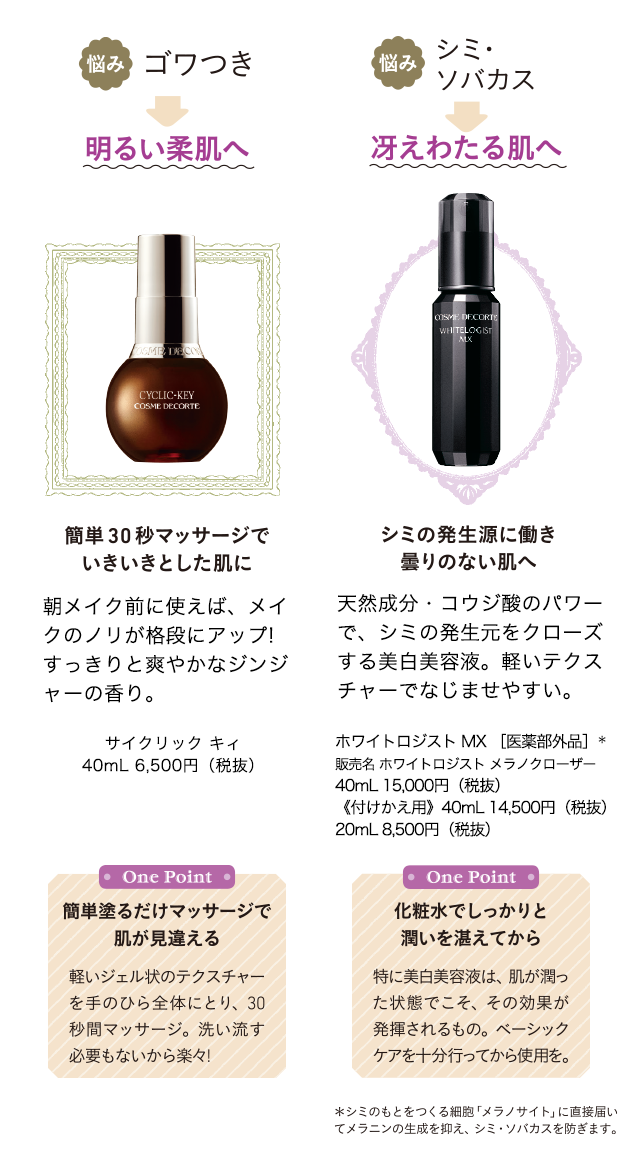 悩み ゴワつき
明るい柔肌へ
COSME DECO
CYCLIC-KEY
COSME DECORTE
簡単30秒マッサージで
いきいきとした肌に
朝メイク前に使えば、メイ
クのノリが格段にアップ!
すっきりと爽やかなジンジ
ャーの香り。
サイクリック キィ
40mL 6,500円（税抜）
One Point
簡単塗るだけマッサージで
肌が見違える
軽いジェル状のテクスチャー
を手のひら全体にとり、30
秒間マッサージ。洗い流す
必要もないから楽々!
悩み シミ・
ソバカス
冴えわたる肌へ
COSME DECORTE
WHITELOGIST
MX
シミの発生源に働き
曇りのない肌へ
天然成分・コウジ酸のパワー
で、シミの発生元をクローズ
する美白美容液。軽いテクス
チャーでなじませやすい。
ホワイトロジスト MX ［医薬部外品］*
販売名 ホワイトロジスト メラノクローザー
40mL 15,000円（税抜）
《付けかえ用》40mL 14,500円（税抜）
20mL 8,500円（税抜）
One Point
化粧水でしっかりと
潤いを湛えてから
特に美白美容液は、肌が潤っ
た状態でこそ、その効果が
発揮されるもの。ベーシック
ケアを十分行ってから使用を。
＊シミのもとをつくる細胞「メラノサイト」に直接届い
てメラニンの生成を抑え、シミ・ソバカスを防ぎます。